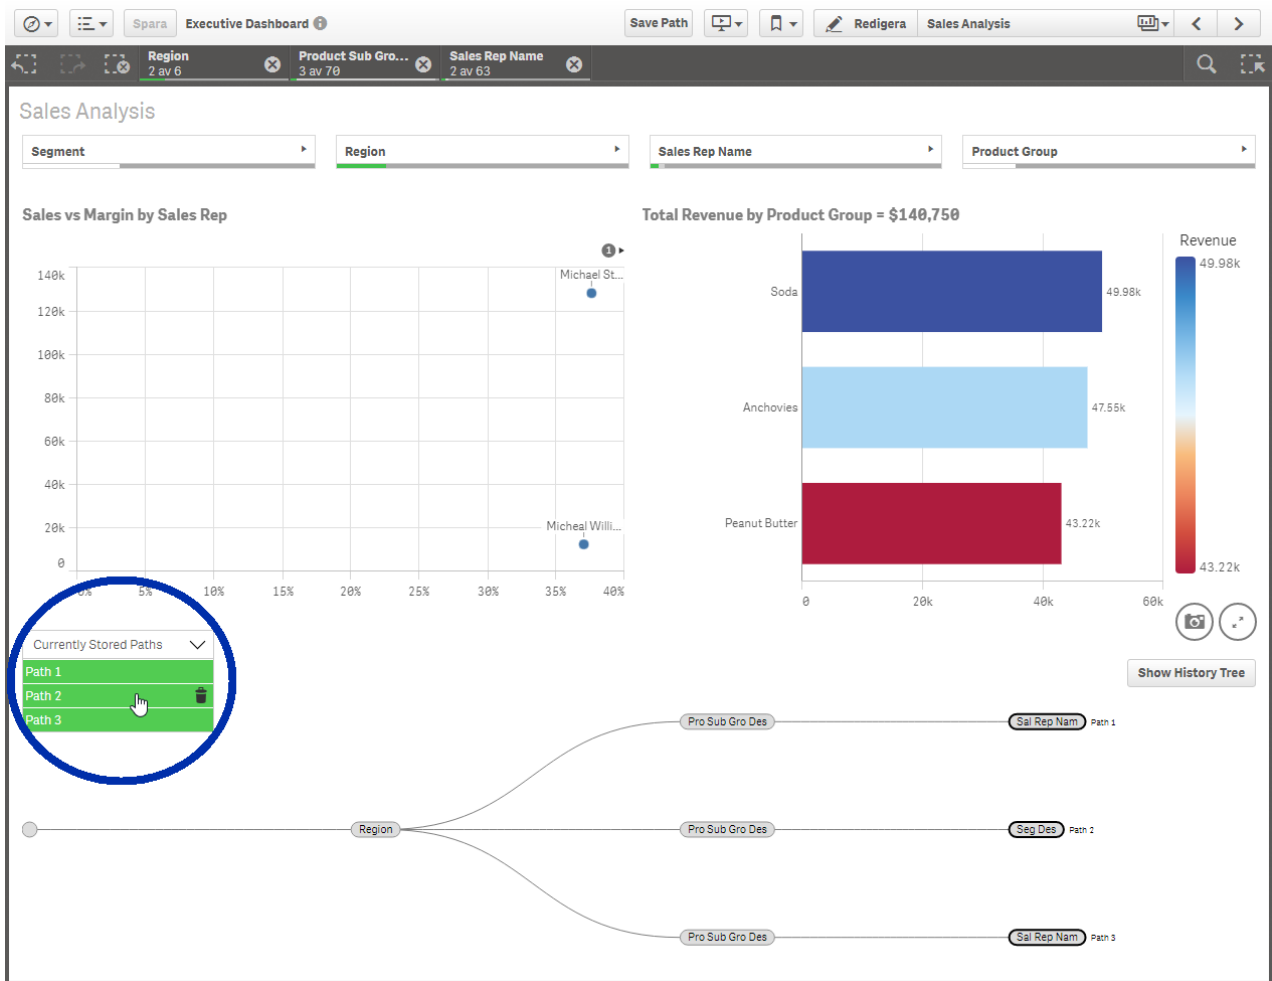 Spara
Executive Dashboard
Save Path
Redigera
Sales Analysis
Region
2 av 6
Product Sub Gro...
3 av 70
Sales Rep Name
2 av 63
Sales Analysis
Segment
Region
Sales Rep Name
Product Group
Sales vs Margin by Sales Rep
1
Michael St...
Micheal Willi...
140k
120k
100k
80k
60k
40k
20k
0
0% 5% 10% 15% 20% 25% 30% 35% 40%
Total Revenue by Product Group = $140,750
Soda
49.98k
Anchovies
47.55k
Peanut Butter
43.22k
0 20k 40k 60k
Revenue
49.98k
43.22k
Currently Stored Paths
Path 1
Path 2
Path 3
Show History Tree
Pro Sub Gro Des
Sal Rep Nam
Path 1
Region
Pro Sub Gro Des
Seg Des
Path 2
Pro Sub Gro Des
Sal Rep Nam
Path 3